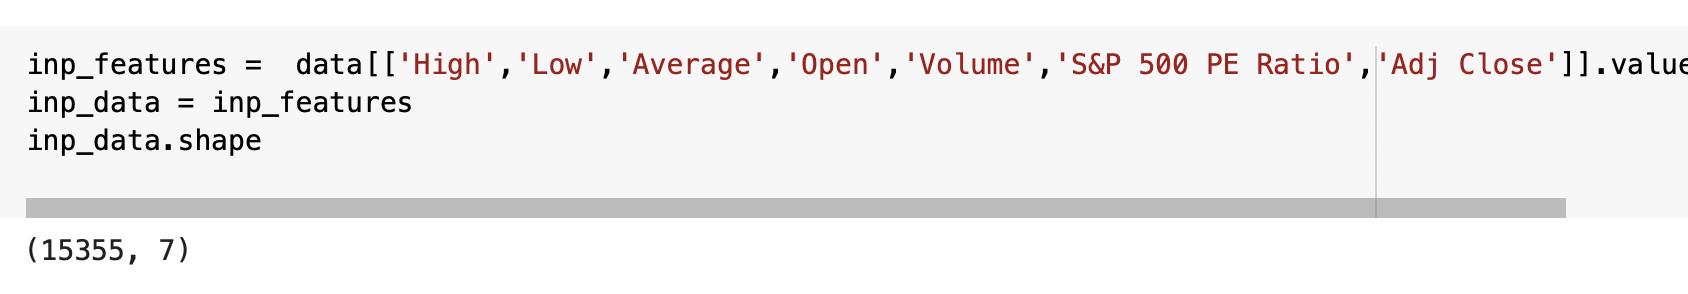 inp_features =  data[['High','Low','Average','Open','Volume','S&P 500 PE Ratio','Adj Close']].value
inp_data = inp_features
inp_data.shape
(15355, 7)